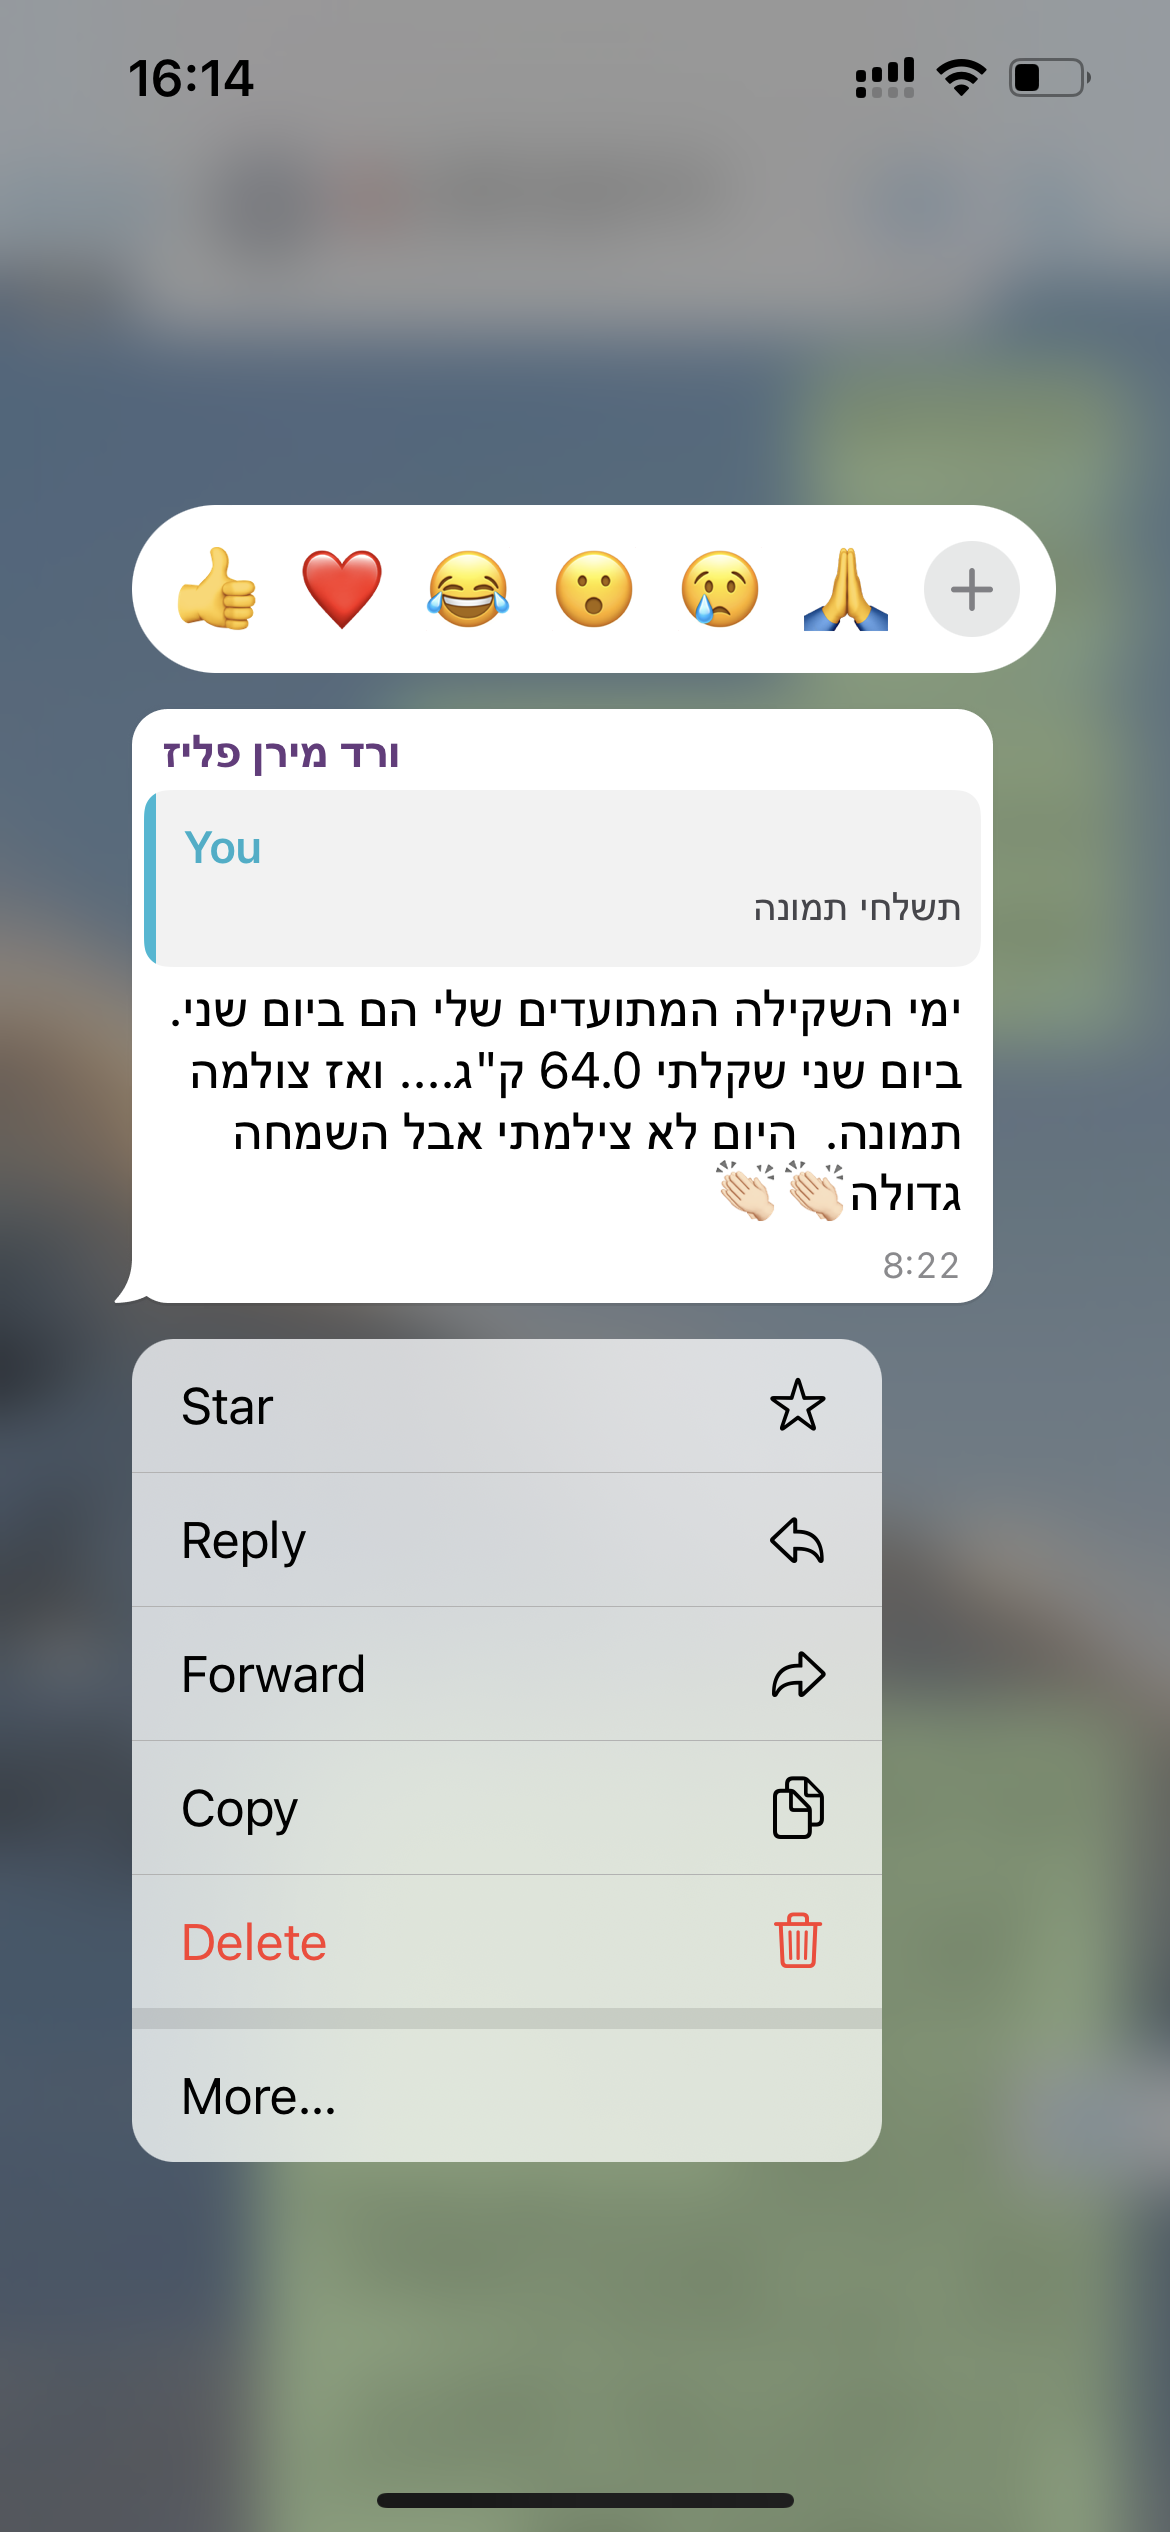 16:14
ורד מירן פליז
You
תשלחי תמונה
ימי השקילה המתועדים שלי הם ביום שני.
ביום שני שקלתי 64.0 ק"ג.... ואז צולמה
תמונה.  היום לא צילמתי אבל השמחה
גדולה👏🏻👏🏻
8:22
Star
Reply
Forward
Copy
Delete
More...